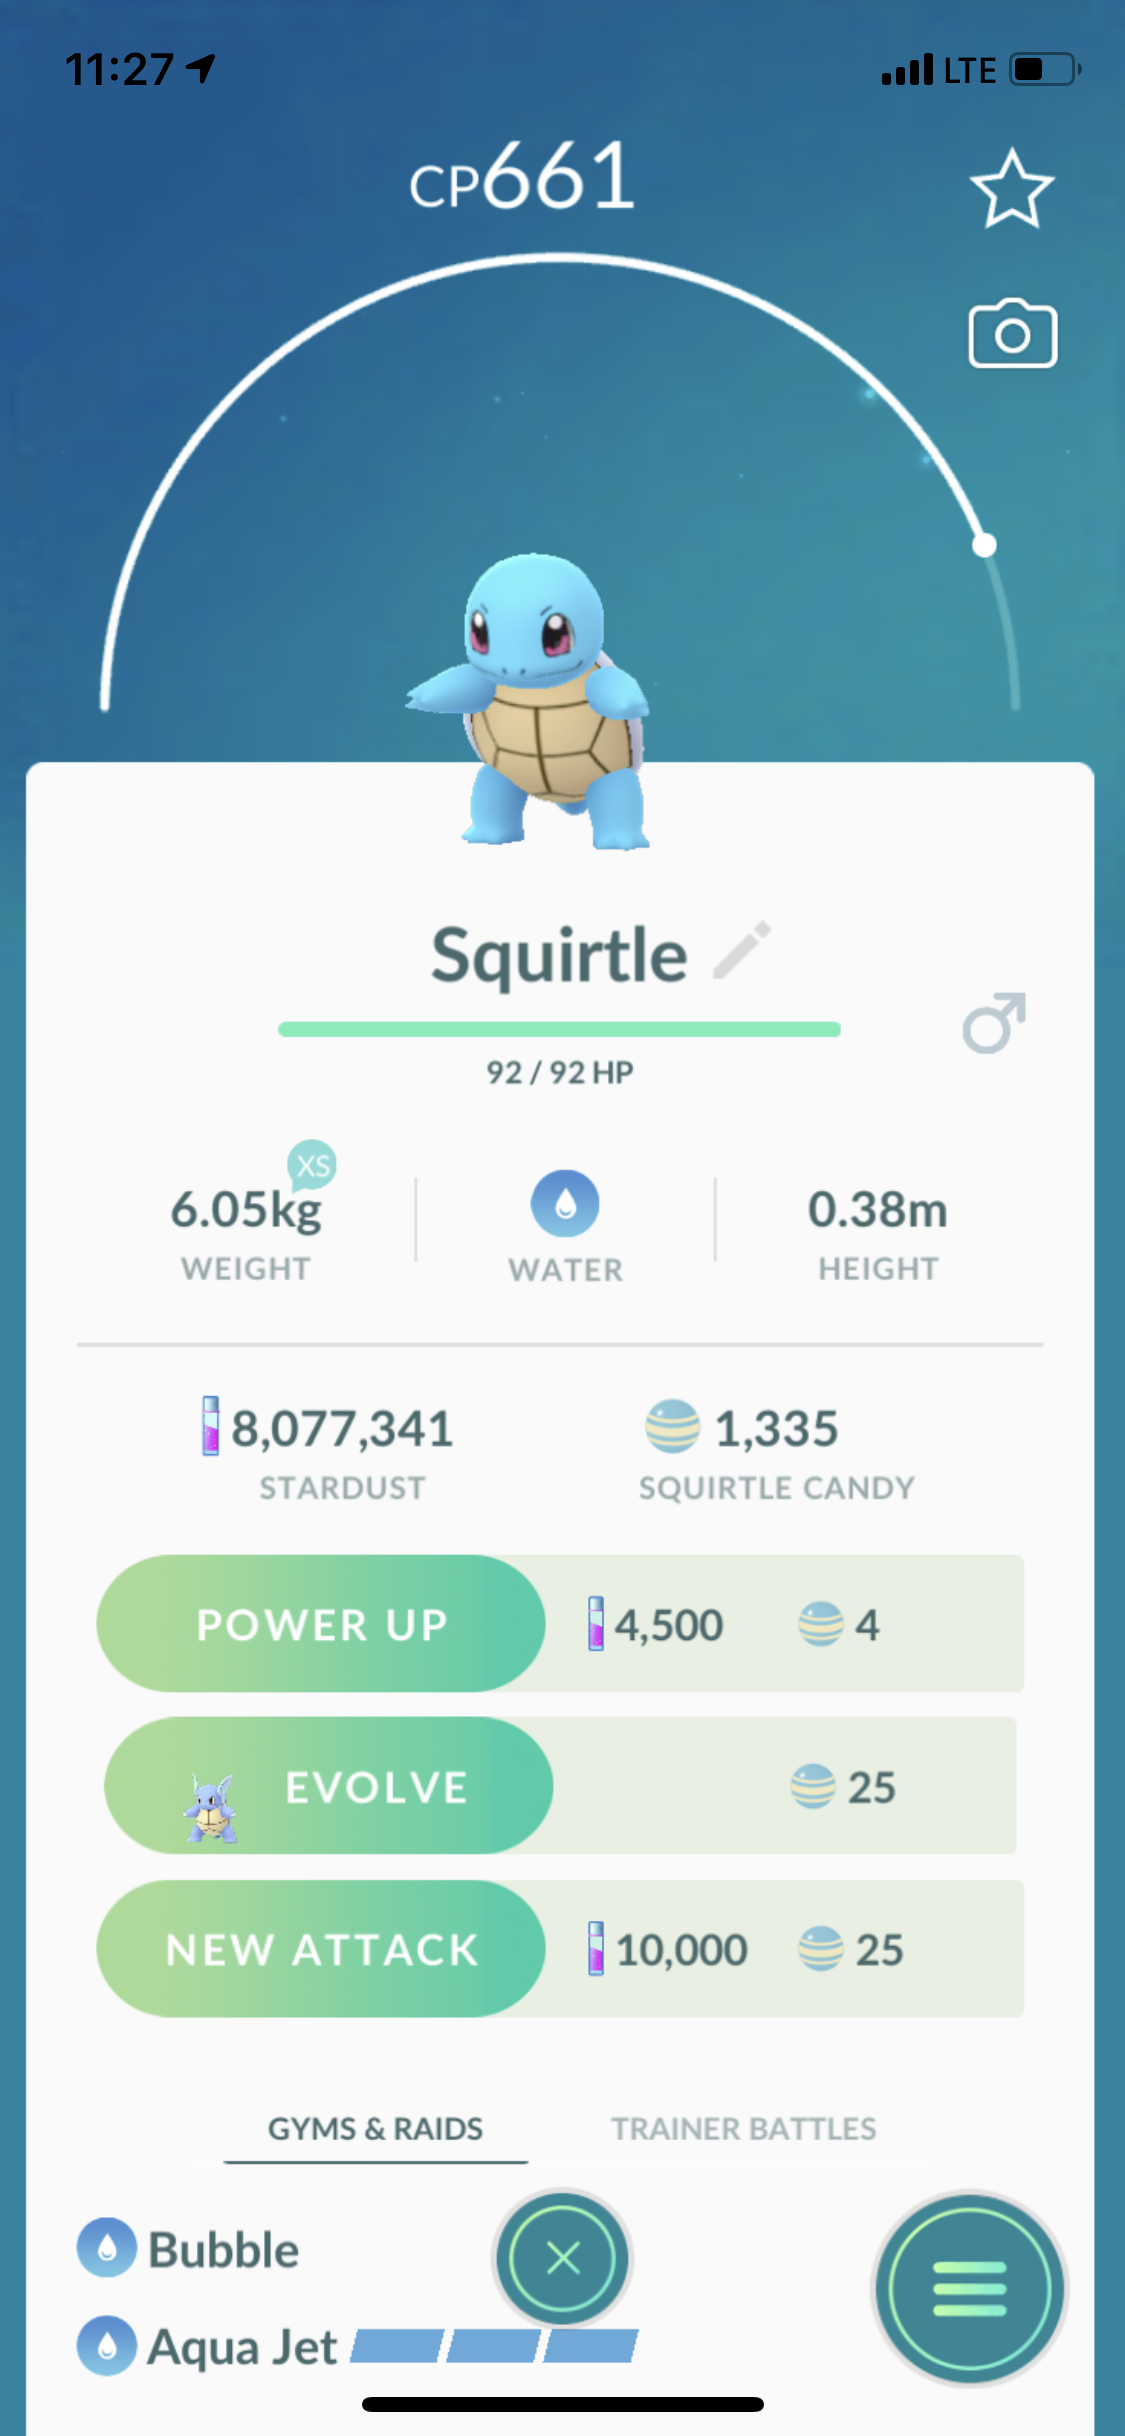 11:27 LTE
CP661
Squirtle
92 / 92 HP
XS
6.05kg
WEIGHT
WATER
0.38m
HEIGHT
8,077,341
STARDUST
1,335
SQUIRTLE CANDY
POWER UP 4,500 4
EVOLVE 25
NEW ATTACK 10,000 25
GYMS & RAIDS TRAINER BATTLES
Bubble
Aqua Jet